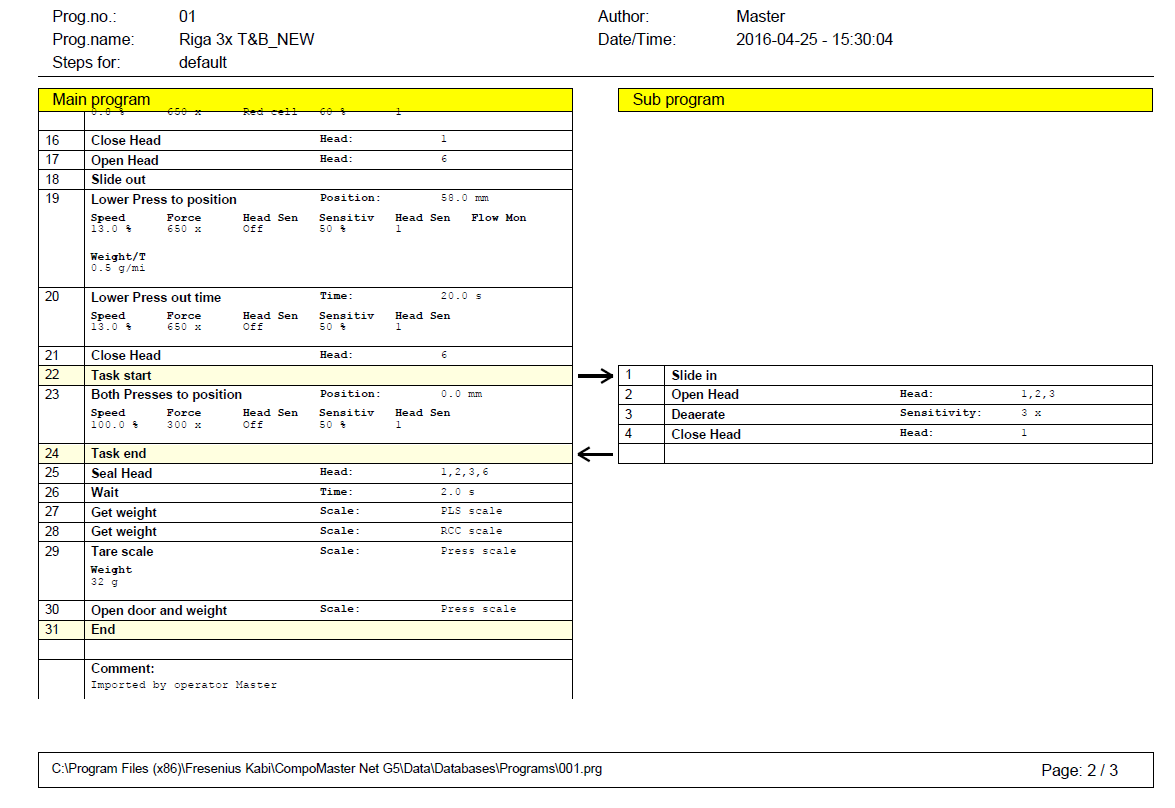 Prog.no.: 01 Author: Master
Prog.name: Riga 3x T&B_NEW Date/Time: 2016-04-25 - 15:30:04
Steps for: default
Main program Sub program
0.0 % 650 x Red cell 60 % 1
16 Close Head Head: 1
17 Open Head Head: 6
18 Slide out
19 Lower Press to position Position: 58.0 mm
Speed Force Head Sen Sensitiv Head Sen Flow Mon
13.0 % 650 x Off 50 % 1
Weight/T
0.5 g/mi
20 Lower Press out time Time: 20.0 s
Speed Force Head Sen Sensitiv Head Sen
13.0 % 650 x Off 50 % 1
21 Close Head Head: 6
22 Task start 1 Slide in
23 Both Presses to position Position: 0.0 mm 2 Open Head Head: 1,2,3
Speed Force Head Sen Sensitiv Head Sen 3 Deaerate Sensitivity: 3 x
100.0 % 300 x Off 50 % 1 4 Close Head Head: 1
24 Task end
25 Seal Head Head: 1,2,3,6
26 Wait Time: 2.0 s
27 Get weight Scale: PLS scale
28 Get weight Scale: RCC scale
29 Tare scale Scale: Press scale
Weight
32 g
30 Open door and weight Scale: Press scale
31 End
Comment:
Imported by operator Master
C:\Program Files (x86)\Fresenius Kabi\CompoMaster Net G5\Data\Databases\Programs\001.prg Page: 2 / 3